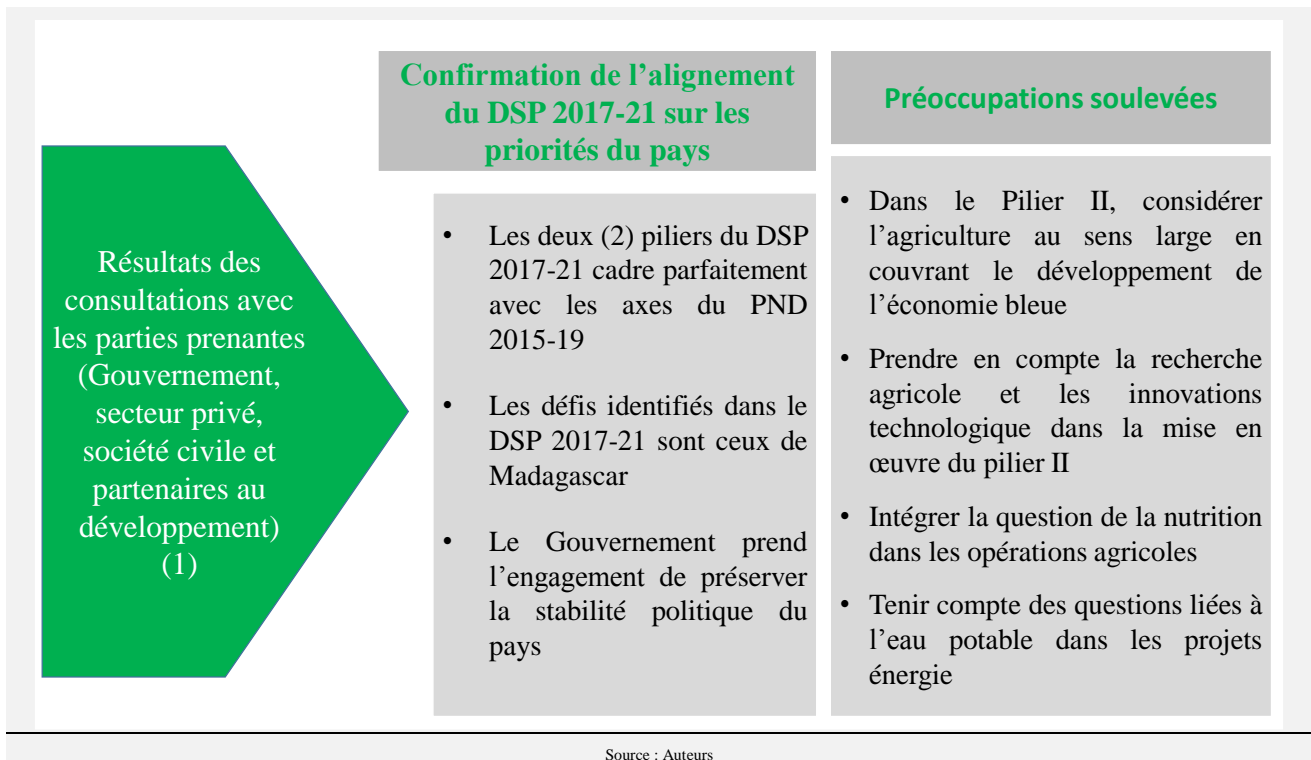 Résultats des
consultations avec
les parties prenantes
(Gouvernement,
secteur privé,
société civile et
partenaires au
développement)
(1)
Confirmation de l’alignement
du DSP 2017-21 sur les
priorités du pays
• Les deux (2) piliers du DSP
2017-21 cadre parfaitement
avec les axes du PND
2015-19
• Les défis identifiés dans le
DSP 2017-21 sont ceux de
Madagascar
• Le Gouvernement prend
l’engagement de préserver
la stabilité politique du
pays
Préoccupations soulevées
• Dans le Pilier II, considérer
l’agriculture au sens large en
couvrant le développement de
l’économie bleue
• Prendre en compte la recherche
agricole et les innovations
technologique dans la mise en
œuvre du pilier II
• Intégrer la question de la nutrition
dans les opérations agricoles
• Tenir compte des questions liées à
l’eau potable dans les projets
énergie
Source : Auteurs